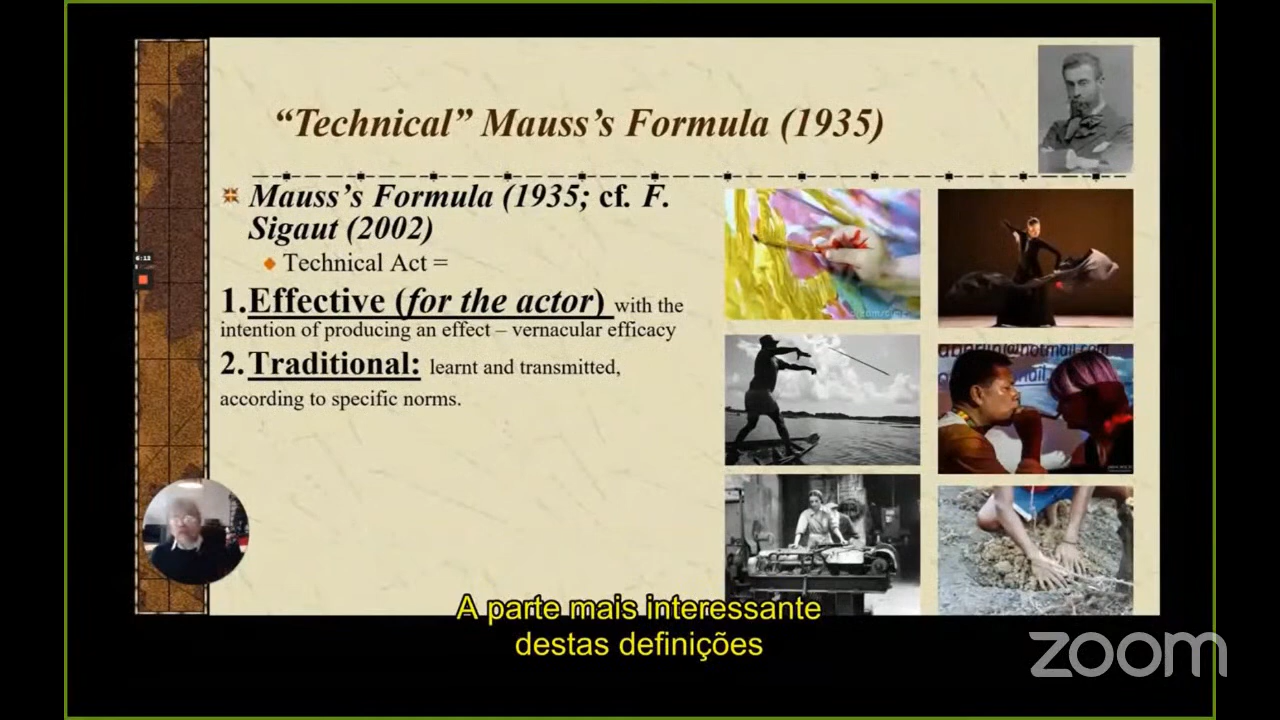 “Technical” Mauss’s Formula (1935)
Mauss’s Formula (1935; cf. F.
Sigaut (2002)
Technical Act =
1.Effective (for the actor) with the
intention of producing an effect – vernacular efficacy
2.Traditional: learnt and transmitted,
according to specific norms.
6:12
A parte mais interessante
destas definições
zoom